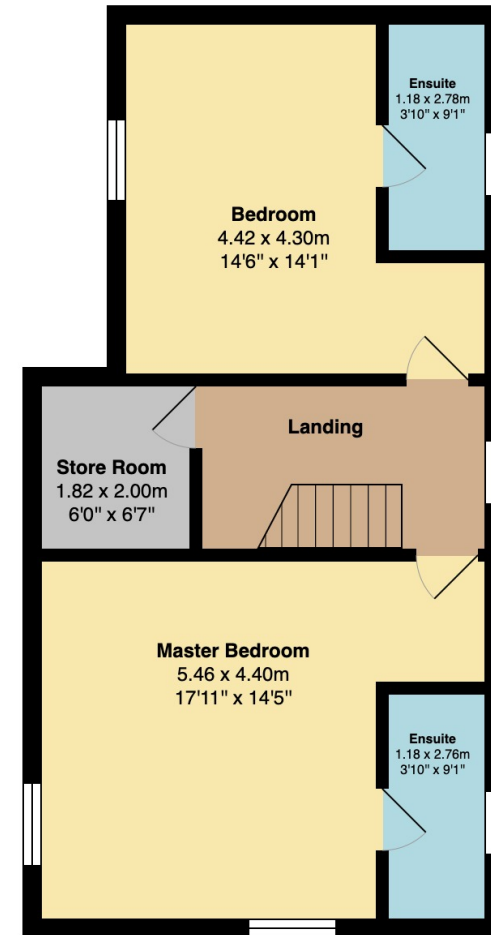 Ensuite
1.18 x 2.78m
3'10" x 9'1"
Bedroom
4.42 x 4.30m
14'6" x 14'1"
Landing
Store Room
1.82 x 2.00m
6'0" x 6'7"
Master Bedroom
5.46 x 4.40m
17'11" x 14'5"
Ensuite
1.18 x 2.76m
3'10" x 9'1"